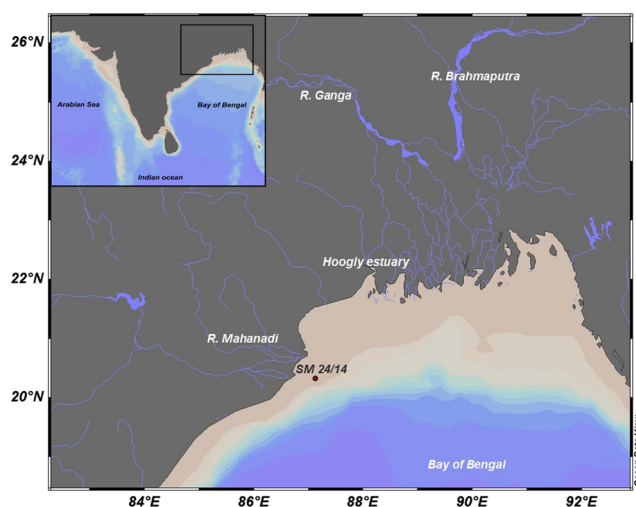 26°N
Arabian Sea
Bay of Bengal
Indian ocean
R. Brahmaputra
R. Ganga
24°N
22°N
Hoogly estuary
R. Mahanadi
SM 24/14
20°N
Bay of Bengal
84°E
86°E
88°E
90°E
92°E